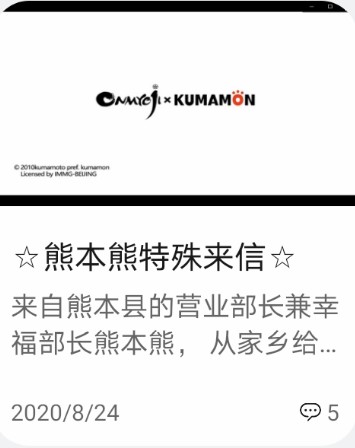 Onmyoji × KUMAMON
© 2010kumamoto pref. kumamon
Licensed by IMMG-BEIJING
☆熊本熊特殊来信☆
来自熊本县的营业部长兼幸
福部长熊本熊， 从家乡给...
2020/8/24
5